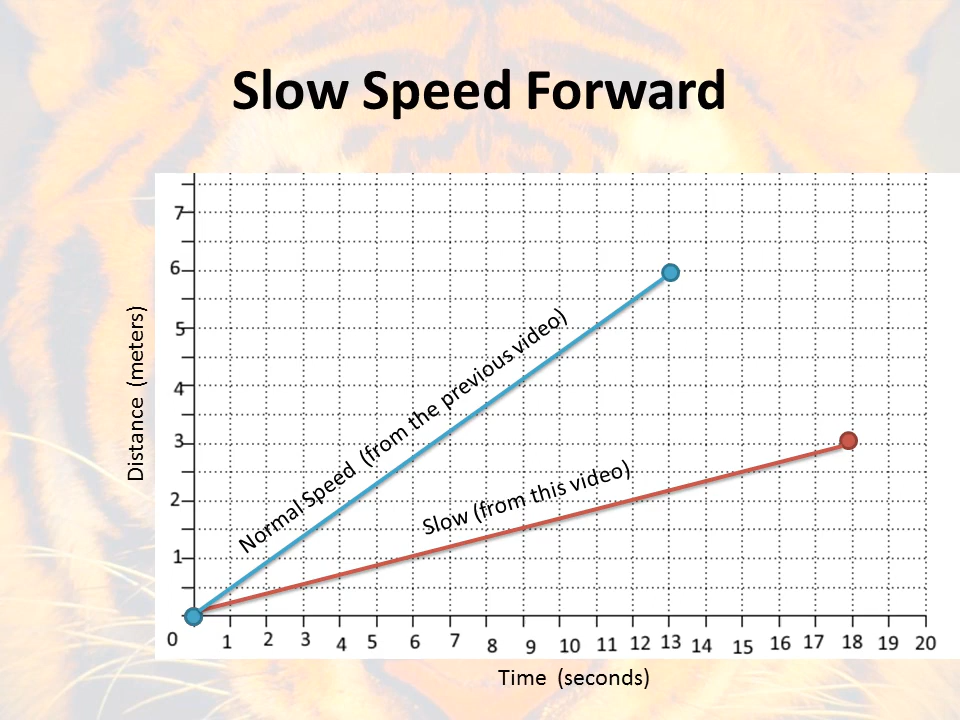 Slow Speed Forward
7
6
5
4
3
2
1
Distance (meters)
Normal Speed (from the previous video)
Slow (from this video)
0 1 2 3 4 5 6 7 8 9 10 11 12 13 14 15 16 17 18 19 20
Time (seconds)